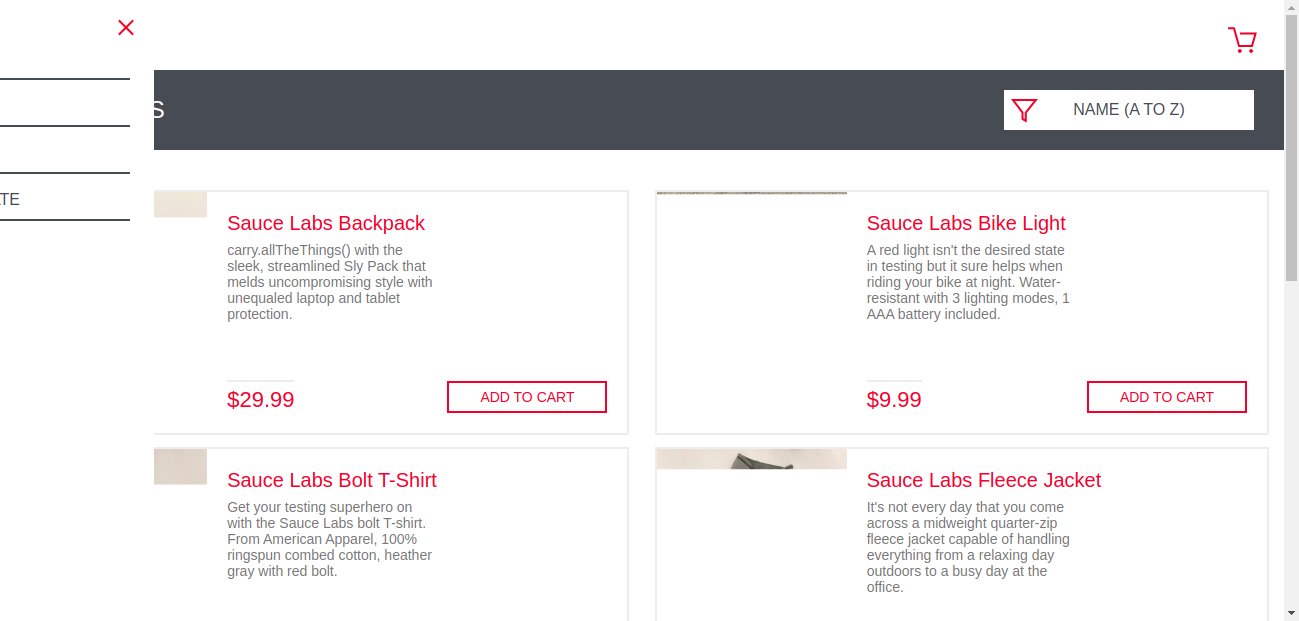 NAME (A TO Z)
Sauce Labs Backpack
carry.allTheThings() with the
sleek, streamlined Sly Pack that
melds uncompromising style with
unequaled laptop and tablet
protection.
$29.99
ADD TO CART
Sauce Labs Bike Light
A red light isn't the desired state
in testing but it sure helps when
riding your bike at night. Water-
resistant with 3 lighting modes, 1
AAA battery included.
$9.99
ADD TO CART
Sauce Labs Bolt T-Shirt
Get your testing superhero on
with the Sauce Labs bolt T-shirt.
From American Apparel, 100%
ringspun combed cotton, heather
gray with red bolt.
Sauce Labs Fleece Jacket
It's not every day that you come
across a midweight quarter-zip
fleece jacket capable of handling
everything from a relaxing day
outdoors to a busy day at the
office.